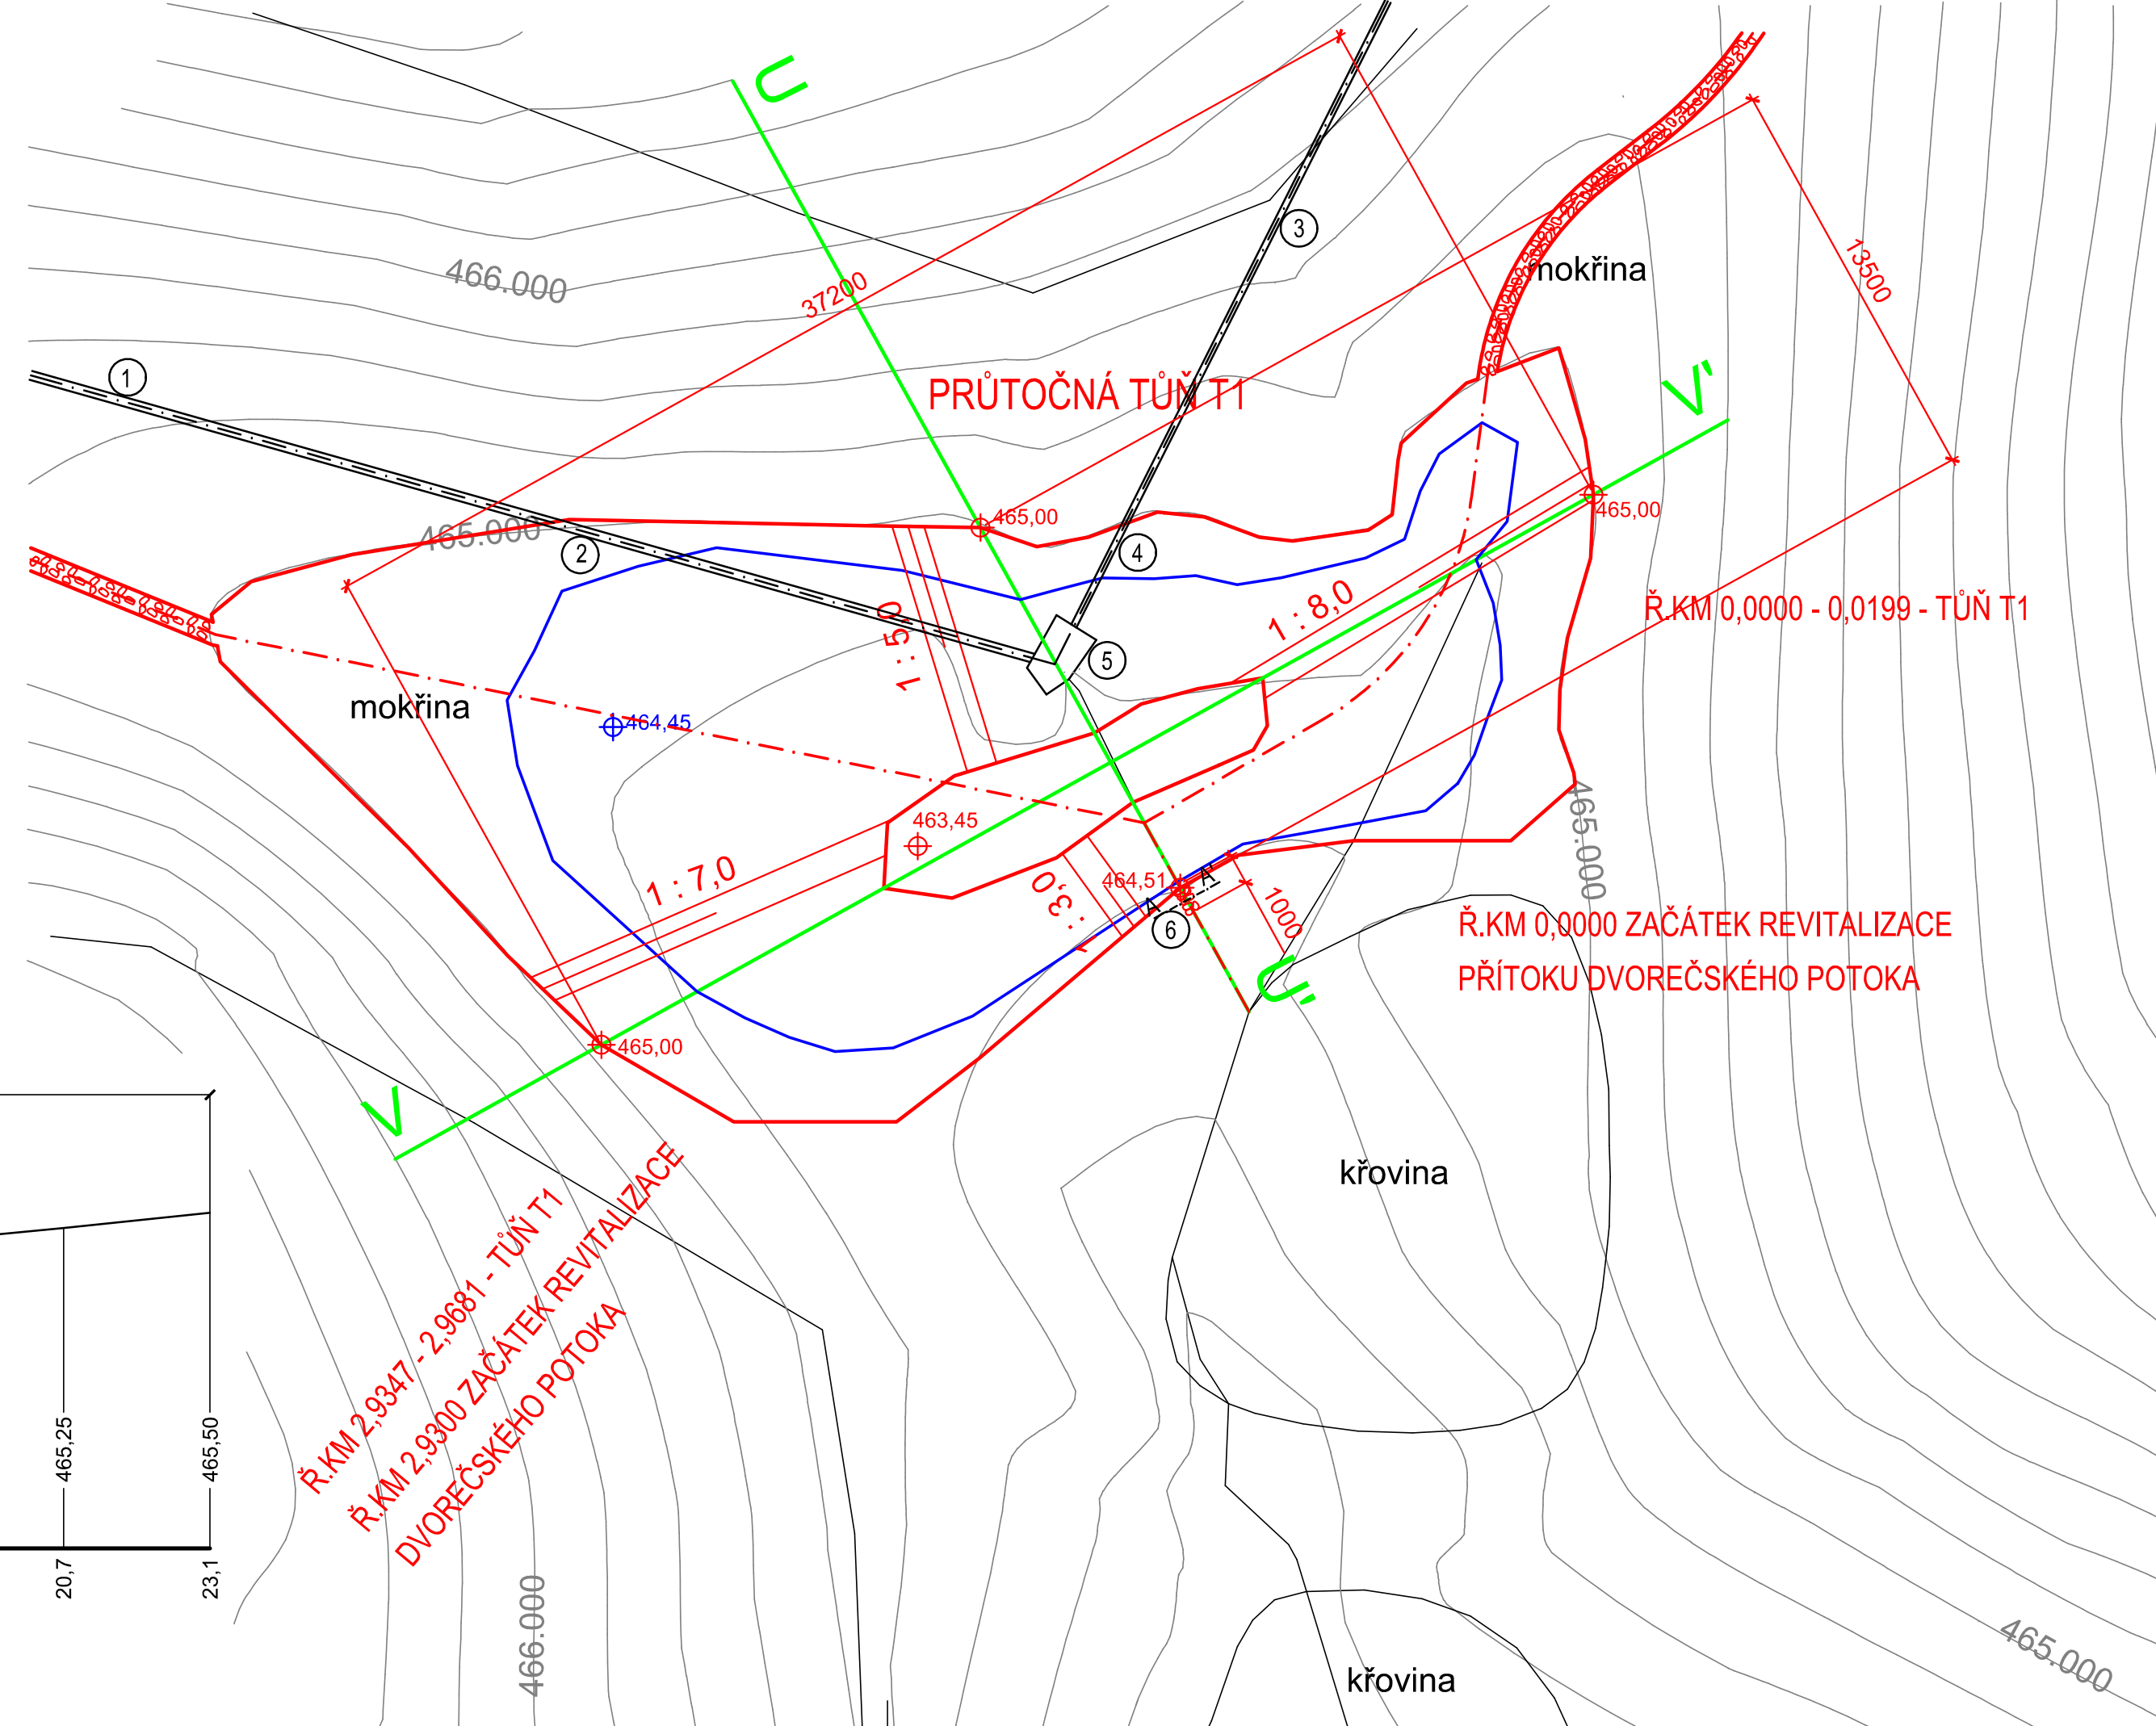 U
3
mokřina
13500
466.000
37200
1
PRŮTOČNÁ TŮŇ T1
V'
465,00
465,00
465.000
2
4
1 : 8,0
Ř.KM 0,0000 - 0,0199 - TŮŇ T1
1 : 5,0
5
mokřina
464,45
463,45
1 : 7,0
464,51
A
A'
1 : 3,0
6
1000
465.000
Ř.KM 0,0000 ZAČÁTEK REVITALIZACE
PŘÍTOKU DVOREČSKÉHO POTOKA
U'
465,00
V
křovina
Ř.KM 2,9347 - 2,9681 - TŮŇ T1
Ř.KM 2,9300 ZAČÁTEK REVITALIZACE
DVOREČSKÉHO POTOKA
465,25
465,50
20,7
23,1
466.000
křovina
465.000